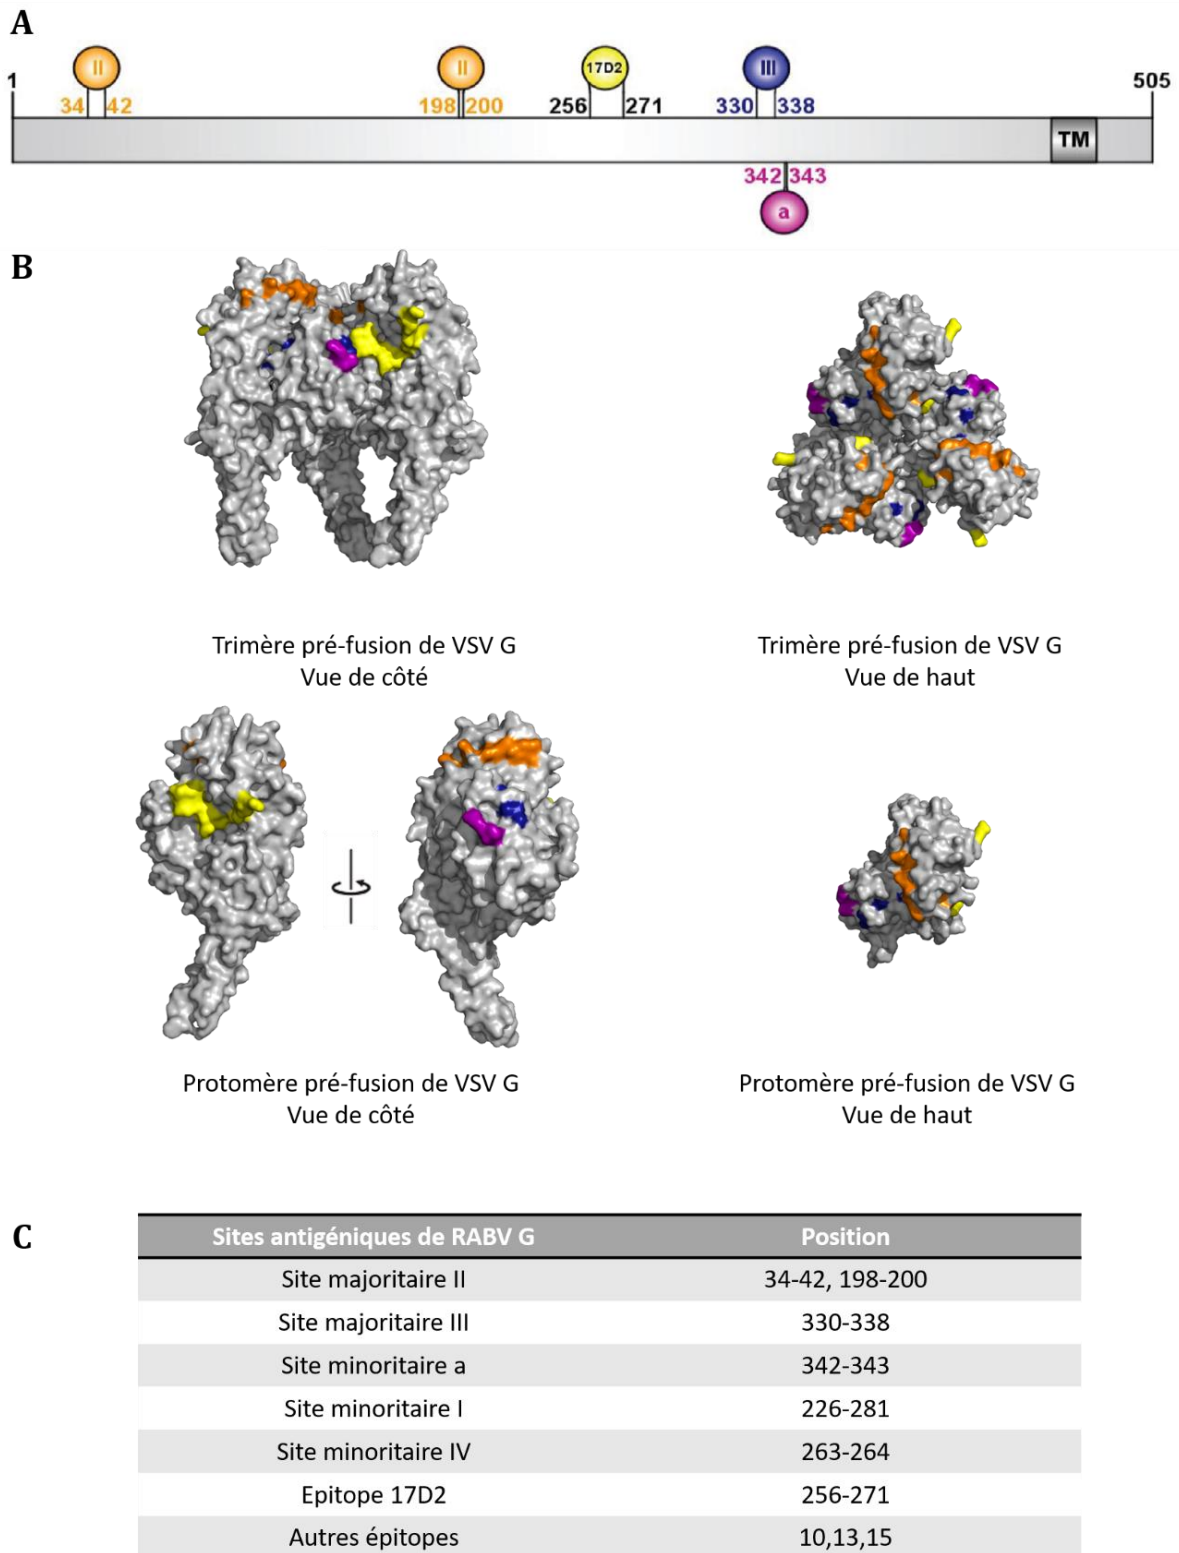 A
II
II
17D2
III
1
505
34 42
198 200
256 271
330 338
TM
342 343
a
B
Trimère pré-fusion de VSV G
Vue de côté
Trimère pré-fusion de VSV G
Vue de haut
Protomère pré-fusion de VSV G
Vue de côté
Protomère pré-fusion de VSV G
Vue de haut
C
Sites antigéniques de RABV G Position
Site majoritaire II 34-42, 198-200
Site majoritaire III 330-338
Site minoritaire a 342-343
Site minoritaire I 226-281
Site minoritaire IV 263-264
Epitope 17D2 256-271
Autres épitopes 10,13,15